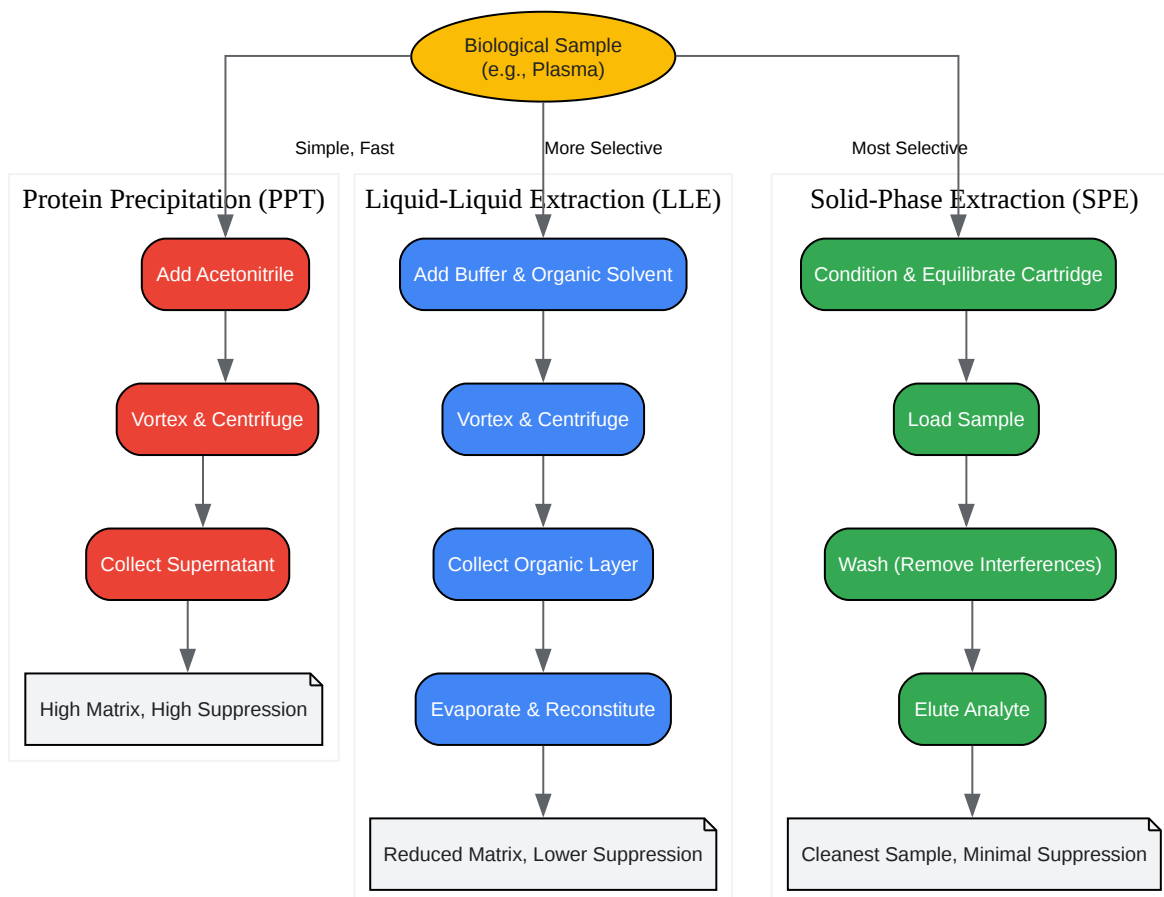 Biological Sample
(e.g., Plasma)
Simple, Fast
More Selective
Most Selective
Protein Precipitation (PPT)
Add Acetonitrile
Vortex & Centrifuge
Collect Supernatant
High Matrix, High Suppression
Liquid-Liquid Extraction (LLE)
Add Buffer & Organic Solvent
Vortex & Centrifuge
Collect Organic Layer
Evaporate & Reconstitute
Reduced Matrix, Lower Suppression
Solid-Phase Extraction (SPE)
Condition & Equilibrate Cartridge
Load Sample
Wash (Remove Interferences)
Elute Analyte
Cleanest Sample, Minimal Suppression